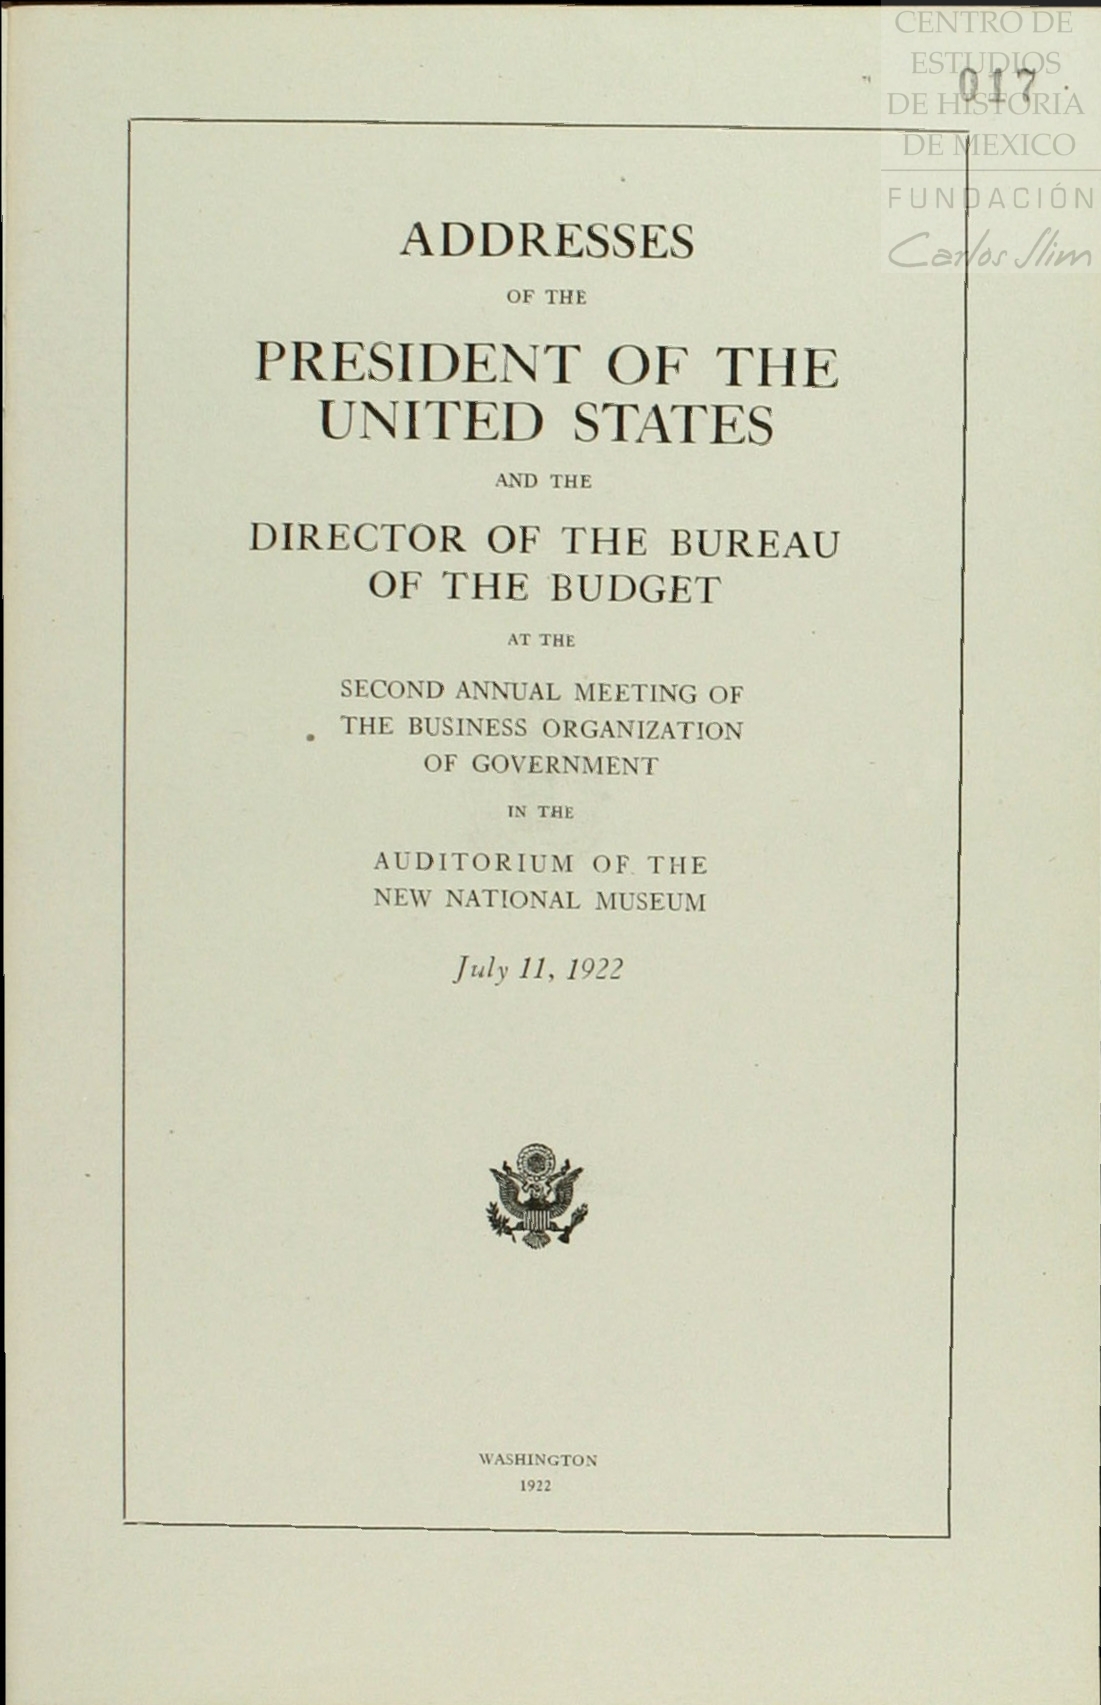 CENTRO DE
ESTUDIOS
DE HISTORIA
DE MEXICO
FUNDACIÓN
Carlos Slim
017
ADDRESSES
OF THE
PRESIDENT OF THE
UNITED STATES
AND THE
DIRECTOR OF THE BUREAU
OF THE BUDGET
AT THE
SECOND ANNUAL MEETING OF
THE BUSINESS ORGANIZATION
OF GOVERNMENT
IN THE
AUDITORIUM OF THE
NEW NATIONAL MUSEUM
July 11, 1922
WASHINGTON
1922